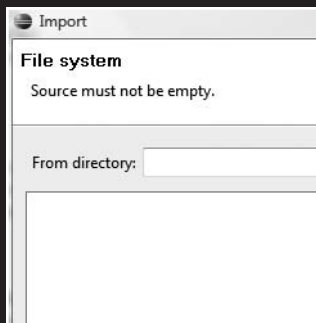 Import
File system
Source must not be empty.
From directory: